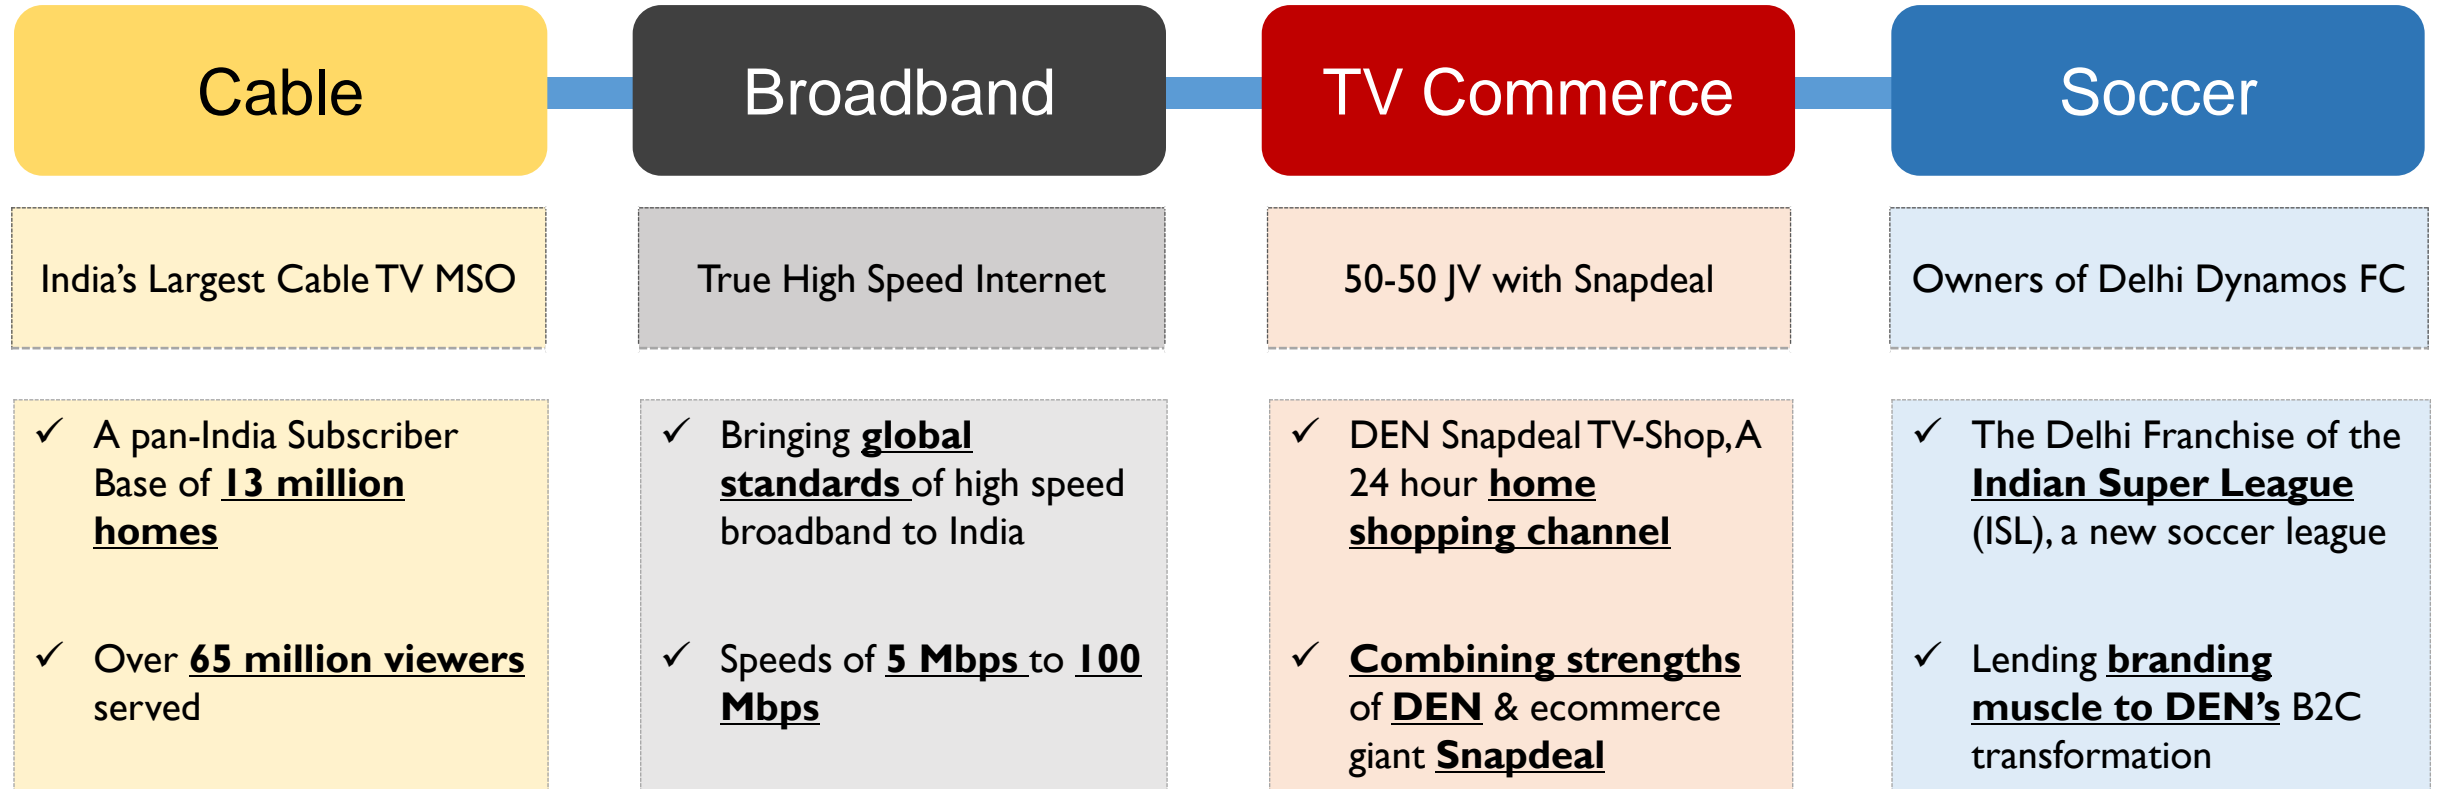 Cable
Broadband
TV Commerce
Soccer
India’s Largest Cable TV MSO
True High Speed Internet
50-50 JV with Snapdeal
Owners of Delhi Dynamos FC
✓ A pan-India Subscriber
Base of 13 million
homes
✓ Over 65 million viewers
served
✓ Bringing global
standards of high speed
broadband to India
✓ Speeds of 5 Mbps to 100
Mbps
✓ DEN Snapdeal TV-Shop, A
24 hour home
shopping channel
✓ Combining strengths
of DEN & ecommerce
giant Snapdeal
✓ The Delhi Franchise of the
Indian Super League
(ISL), a new soccer league
✓ Lending branding
muscle to DEN’s B2C
transformation